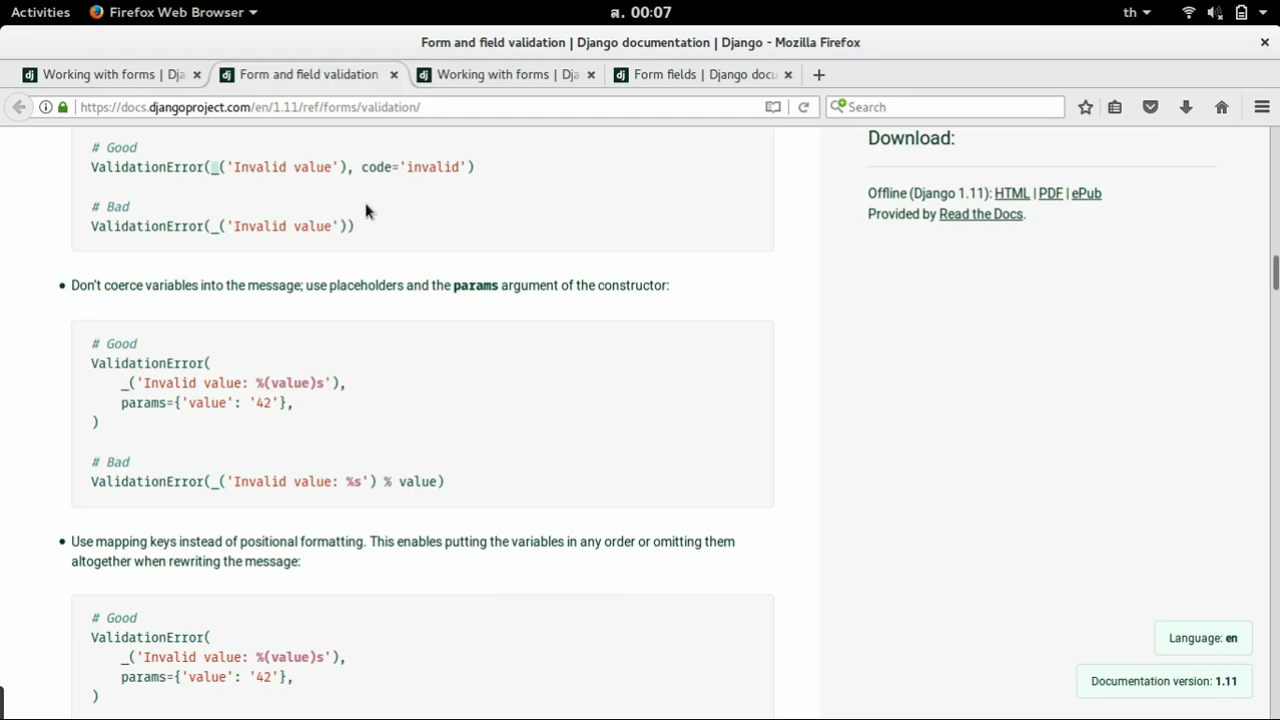 Activities Firefox Web Browser ส. 00:07 th
Form and field validation | Django documentation | Django - Mozilla Firefox
Working with forms | Dja Form and field validation Working with forms | Dja Form fields | Django docu
https://docs.djangoproject.com/en/1.11/ref/forms/validation/ Search
# Good
ValidationError(_('Invalid value'), code='invalid')
# Bad
ValidationError(_('Invalid value'))
Download:
Offline (Django 1.11): HTML | PDF | ePub
Provided by Read the Docs.
• Don't coerce variables into the message; use placeholders and the params argument of the constructor:
# Good
ValidationError(
_('Invalid value: %(value)s'),
params={'value': '42'},
)
# Bad
ValidationError(_('Invalid value: %s') % value)
• Use mapping keys instead of positional formatting. This enables putting the variables in any order or omitting them
altogether when rewriting the message:
# Good
ValidationError(
_('Invalid value: %(value)s'),
params={'value': '42'},
)
Language: en
Documentation version: 1.11